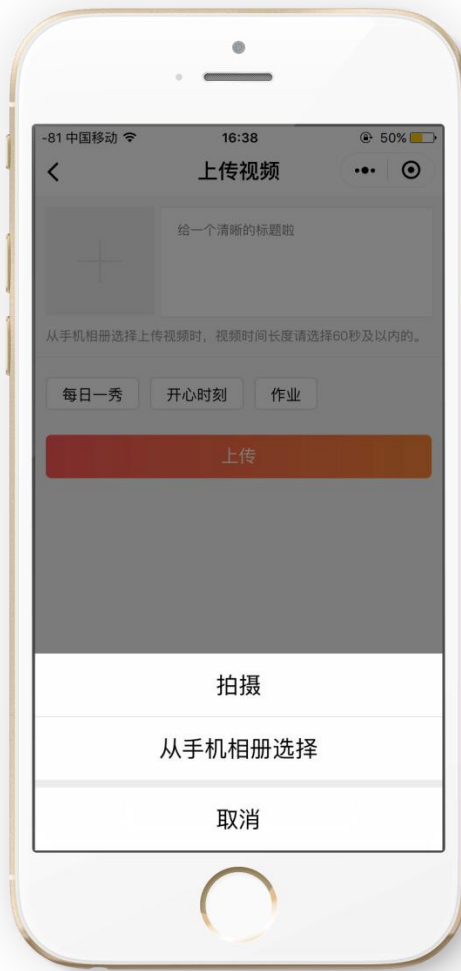 -81 中国移动 16:38 50%
上传视频
给一个清晰的标题啦
从手机相册选择上传视频时，视频时间长度请选择60秒及以内的。
每日一秀 开心时刻 作业
上传
拍摄
从手机相册选择
取消